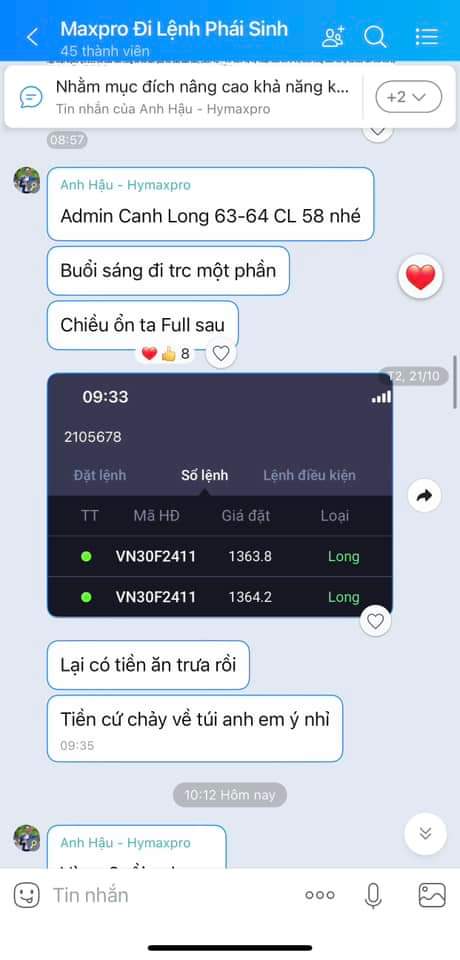 Maxpro Đi Lệnh Phái Sinh
45 thành viên
Nhằm mục đích nâng cao khả năng k...
Tin nhắn của Anh Hậu - Hymaxpro
+2
08:57
Anh Hậu - Hymaxpro
Admin Canh Long 63-64 CL 58 nhé
Buổi sáng đi trc một phần
Chiều ổn ta Full sau
8
T2, 21/10
09:33
2105678
Đặt lệnh Sổ lệnh Lệnh điều kiện
TT Mã HĐ Giá đặt Loại
VN30F2411 1363.8 Long
VN30F2411 1364.2 Long
Lại có tiền ăn trưa rồi
Tiền cứ chảy về túi anh em ý nhỉ
09:35
10:12 Hôm nay
Anh Hậu - Hymaxpro
Tin nhắn